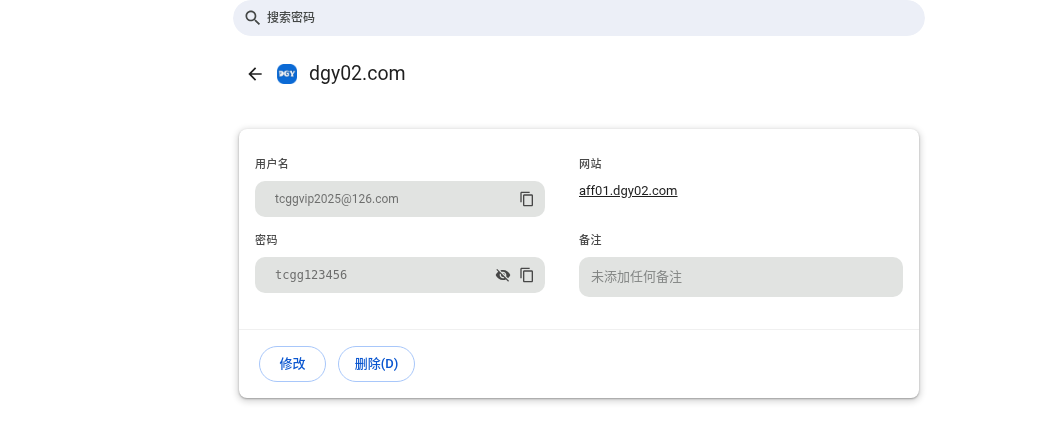 搜索密码
DGY dgy02.com
用户名
tcggvip2025@126.com
网站
aff01.dgy02.com
密码
tcgg123456
备注
未添加任何备注
修改
删除(D)